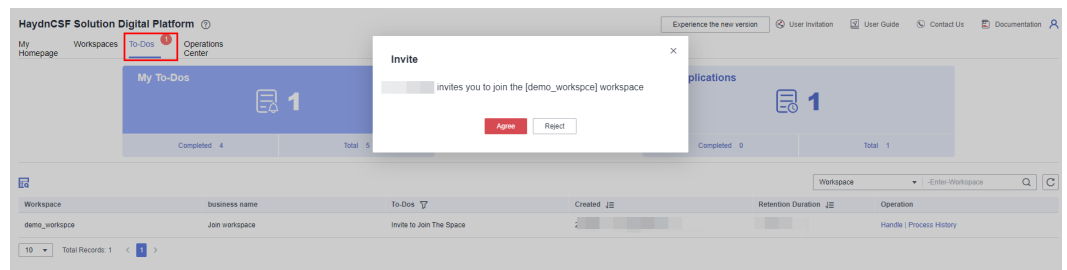 HaydnCSF Solution Digital Platform ?
Experience the new version User Invitation User Guide Contact Us Documentation
My Homepage Workspaces To-Dos 1 Operations Center
Invite
invites you to join the [demo_workspce] workspace
Agree Reject
My To-Dos
1
Completed 4 Total 5
plications
1
Completed 0 Total 1
Workspace -Enter-Workspace
Workspace business name To-Dos Created Retention Duration Operation
demo_workspce Join workspace Invite to Join The Space Handle | Process History
10 Total Records: 1 < 1 >